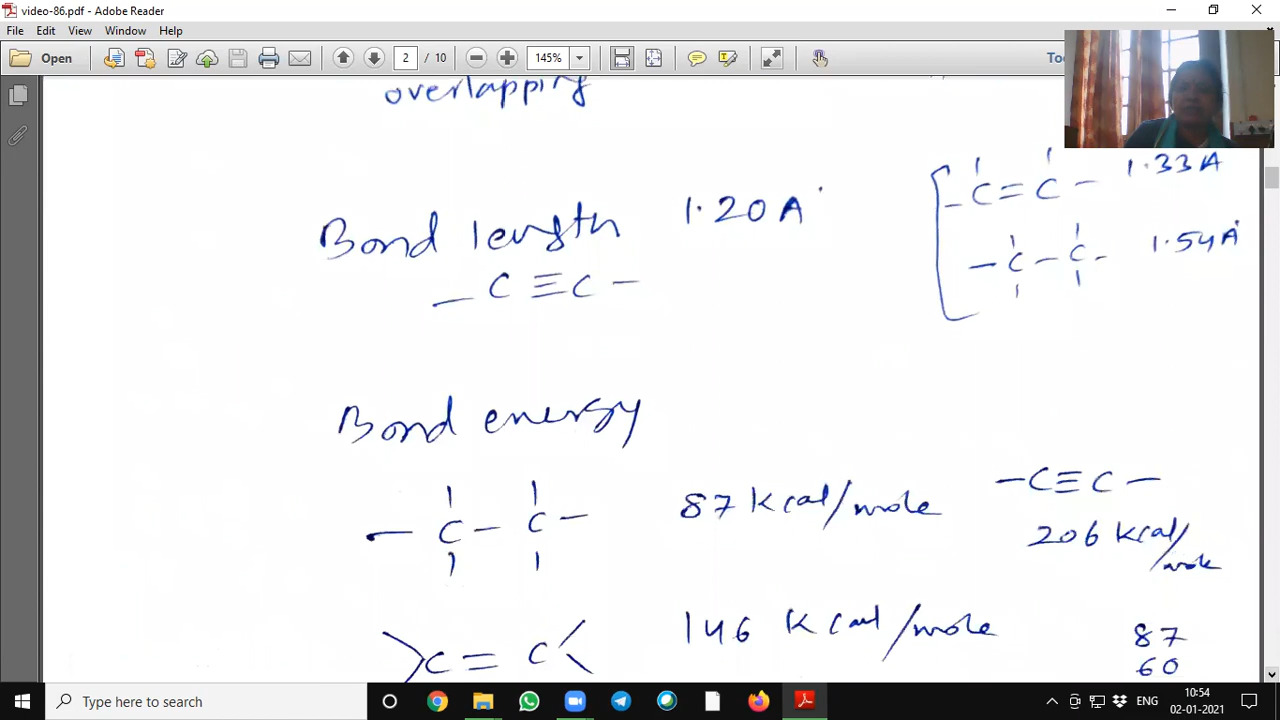 video-86.pdf - Adobe Reader
File Edit View Window Help
Open 2 / 10 145%
overlapping
Bond length 1.20 A°
– C ≡ C –
– C = C – 1.33 A
– C – C – 1.54 A°
Bond energy
– C – C – 87 kcal/mole
– C ≡ C –
206 kcal/
mole
C = C 146 kcal/mole
87
60
Type here to search
ENG
10:54
02-01-2021